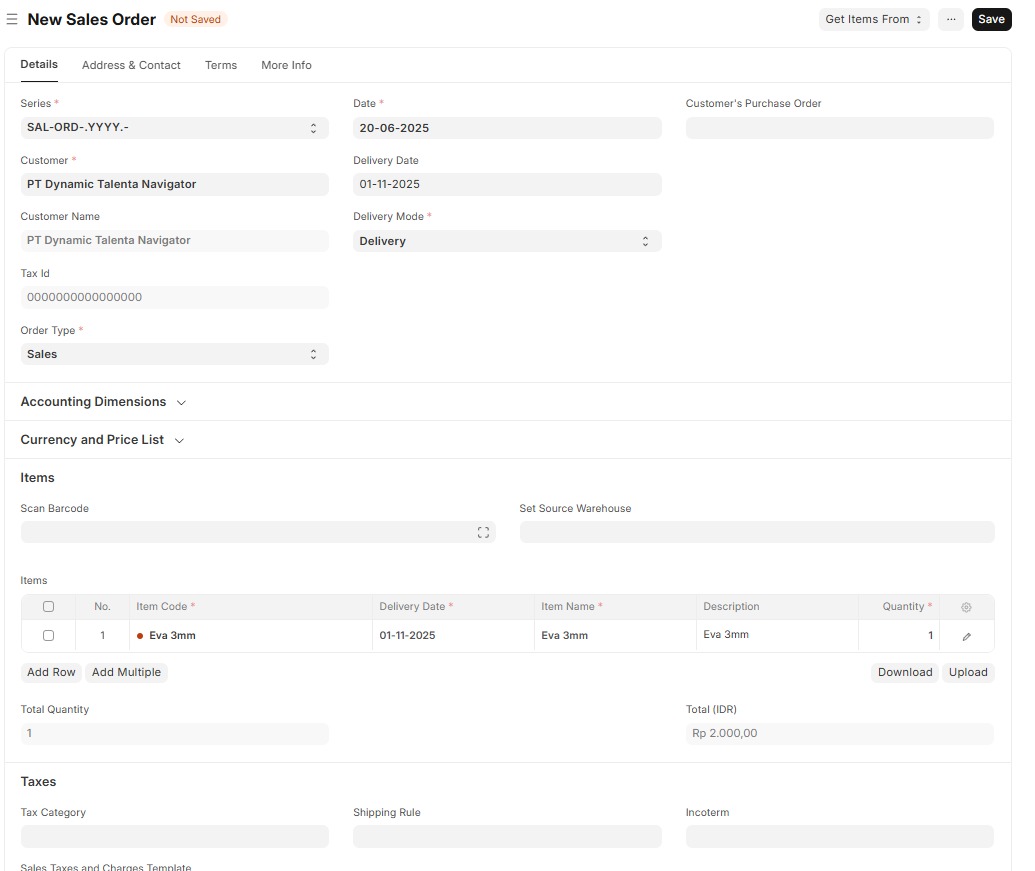 New Sales Order Not Saved Get Items From ... Save
Details Address & Contact Terms More Info
Series * Date * Customer's Purchase Order
SAL-ORD-.YYYY.- 20-06-2025
Customer * Delivery Date
PT Dynamic Talenta Navigator 01-11-2025
Customer Name Delivery Mode *
PT Dynamic Talenta Navigator Delivery
Tax Id
0000000000000000
Order Type *
Sales
Accounting Dimensions
Currency and Price List
Items
Scan Barcode Set Source Warehouse
Items
No. Item Code * Delivery Date * Item Name * Description Quantity *
1 Eva 3mm 01-11-2025 Eva 3mm Eva 3mm 1
Add Row Add Multiple Download Upload
Total Quantity Total (IDR)
1 Rp 2.000,00
Taxes
Tax Category Shipping Rule Incoterm
Sales Taxes and Charges Template